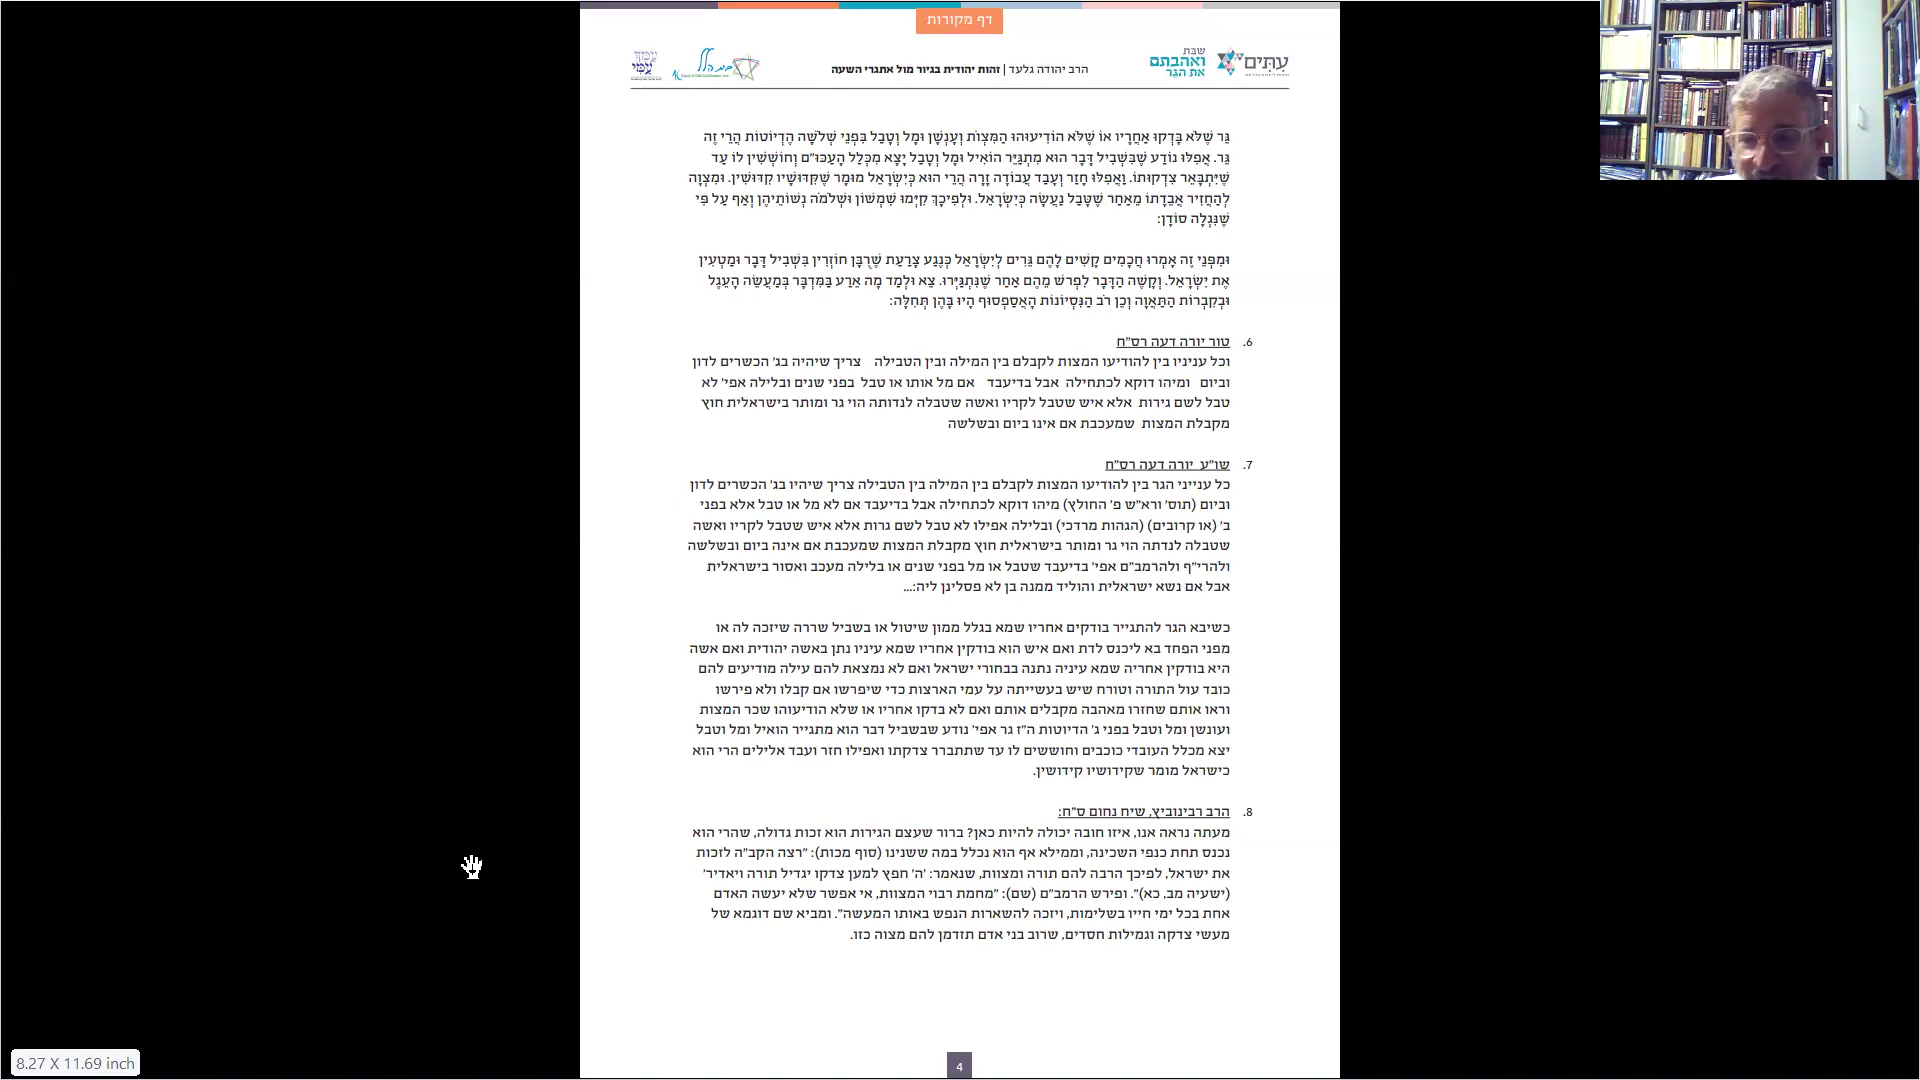 דף מקורות
עתים
שבת
ואהבתם
את הגר
הרב יהודה גלעד | זהות יהודית בגיור מול אתגרי השעה
גֵּר שֶׁלֹּא בָּדְקוּ אַחֲרָיו אוֹ שֶׁלֹּא הוֹדִיעוּהוּ הַמִּצְוֹת וְעָנְשָׁן וּמָל וְטָבַל בִּפְנֵי שְׁלֹשָׁה הֶדְיוֹטוֹת הֲרֵי זֶה
גֵּר. אֲפִלּוּ נוֹדַע שֶׁבִּשְׁבִיל דָּבָר הוּא מִתְגַּיֵּר הוֹאִיל וּמָל וְטָבַל יָצָא מִכְּלַל הָעַכּוּ"ם וְחוֹשְׁשִׁין לוֹ עַד
שֶׁיִּתְבָּאֵר צִדְקוּתוֹ. וַאֲפִלּוּ חָזַר וְעָבַד עֲבוֹדָה זָרָה הֲרֵי הוּא כְּיִשְׂרָאֵל מוּמָר שֶׁקִּדּוּשָׁיו קִדּוּשִׁין. וּמִצְוָה
לְהַחֲזִיר אֲבֵדָתוֹ מֵאַחַר שֶׁטָּבַל נַעֲשָׂה כְּיִשְׂרָאֵל. וּלְפִיכָךְ קִיְּמוּ שִׁמְשׁוֹן וּשְׁלֹמֹה נְשׁוֹתֵיהֶן וְאַף עַל פִּי
שֶׁנִּגְלָה סוֹדָן:
וּמִפְּנֵי זֶה אָמְרוּ חֲכָמִים קָשִׁים לָהֶם גֵּרִים לְיִשְׂרָאֵל כְּנֶגַע צָרַעַת שֶׁרֻבָּן חוֹזְרִין בִּשְׁבִיל דָּבָר וּמַטְעִין
אֶת יִשְׂרָאֵל. וְקָשֶׁה הַדָּבָר לִפְרֹשׁ מֵהֶם אַחַר שֶׁנִּתְגַּיְּרוּ. צֵא וּלְמַד מָה אֵרַע בַּמִּדְבָּר בְּמַעֲשֵׂה הָעֵגֶל
וּבְקִבְרוֹת הַתַּאֲוָה וְכֵן רֹב הַנִּסְיוֹנוֹת הָאֲסַפְסוּף הָיוּ בָּהֶן תְּחִלָּה:
6. טור יורה דעה רס"ח
וכל עניניו בין להודיעו המצות לקבלם בין המילה ובין הטבילה צריך שיהיה בג' הכשרים לדון
וביום ומיהו דוקא לכתחילה אבל בדיעבד אם מל אותו או טבל בפני שנים ובלילה אפי' לא
טבל לשם גירות אלא איש שטבל לקריו ואשה שטבלה לנדותה הוי גר ומותר בישראלית חוץ
מקבלת המצות שמעכבת אם אינו ביום ובשלשה
7. שו"ע יורה דעה רס"ח
כל ענייני הגר בין להודיעו המצות לקבלם בין המילה בין הטבילה צריך שיהיו בג' הכשרים לדון
וביום (תוס' ורא"ש פ' החולץ) מיהו דוקא לכתחילה אבל בדיעבד אם לא מל או טבל אלא בפני
ב' (או קרובים) (הגהות מרדכי) ובלילה אפילו לא טבל לשם גרות אלא איש שטבל לקריו ואשה
שטבלה לנדתה הוי גר ומותר בישראלית חוץ מקבלת המצות שמעכבת אם אינה ביום ובשלשה
ולהרי"ף ולהרמב"ם אפי' בדיעבד שטבל או מל בפני שנים או בלילה מעכב ואסור בישראלית
אבל אם נשא ישראלית והוליד ממנה בן לא פסלינן ליה:...
כשיבא הגר להתגייר בודקים אחריו שמא בגלל ממון שיטול או בשביל שררה שיזכה לה או
מפני הפחד בא ליכנס לדת ואם איש הוא בודקין אחריו שמא עיניו נתן באשה יהודית ואם אשה
היא בודקין אחריה שמא עיניה נתנה בבחורי ישראל ואם לא נמצאת להם עילה מודיעים להם
כובד עול התורה וטורח שיש בעשייתה על עמי הארצות כדי שיפרשו אם קבלו ולא פירשו
וראו אותם שחזרו מאהבה מקבלים אותם ואם לא בדקו אחריו או שלא הודיעוהו שכר המצות
ועונשן ומל וטבל בפני ג' הדיוטות ה"ז גר אפי' נודע שבשביל דבר הוא מתגייר הואיל ומל וטבל
יצא מכלל העובדי כוכבים וחוששים לו עד שתתברר צדקתו ואפילו חזר ועבד אלילים הרי הוא
כישראל מומר שקידושיו קידושין.
8. הרב רבינוביץ, שיח נחום ס"ח:
מעתה נראה אנו, איזו חובה יכולה להיות כאן? ברור שעצם הגירות הוא זכות גדולה, שהרי הוא
נכנס תחת כנפי השכינה, וממילא אף הוא נכלל במה ששנינו (סוף מכות): "רצה הקב"ה לזכות
את ישראל, לפיכך הרבה להם תורה ומצוות, שנאמר: 'ה' חפץ למען צדקו יגדיל תורה ויאדיר'
(ישעיה מב, כא)". ופירש הרמב"ם (שם): "מחמת רבוי המצוות, אי אפשר שלא יעשה האדם
אחת בכל ימי חייו בשלימות, ויזכה להשארות הנפש באותו המעשה". ומביא שם דוגמא של
מעשי צדקה וגמילות חסדים, שרוב בני אדם תזדמן להם מצוה כזו.
4
8.27 X 11.69 inch